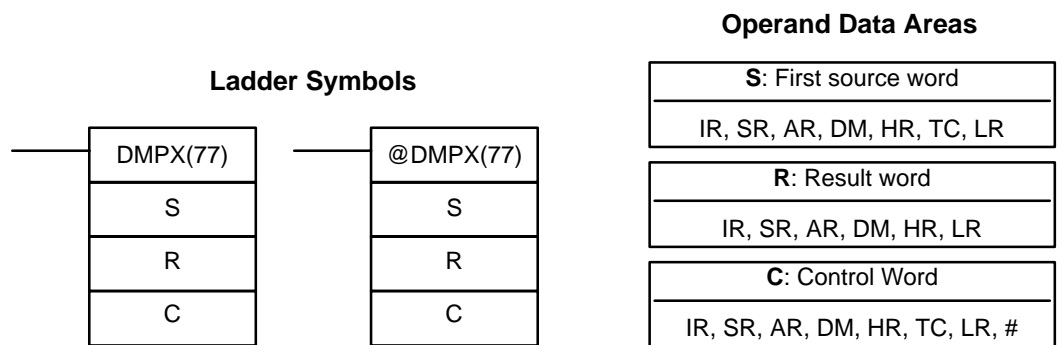 Ladder Symbols
DMPX(77)
S
R
C
@DMPX(77)
S
R
C
Operand Data Areas
S: First source word
IR, SR, AR, DM, HR, TC, LR
R: Result word
IR, SR, AR, DM, HR, LR
C: Control Word
IR, SR, AR, DM, HR, TC, LR, #